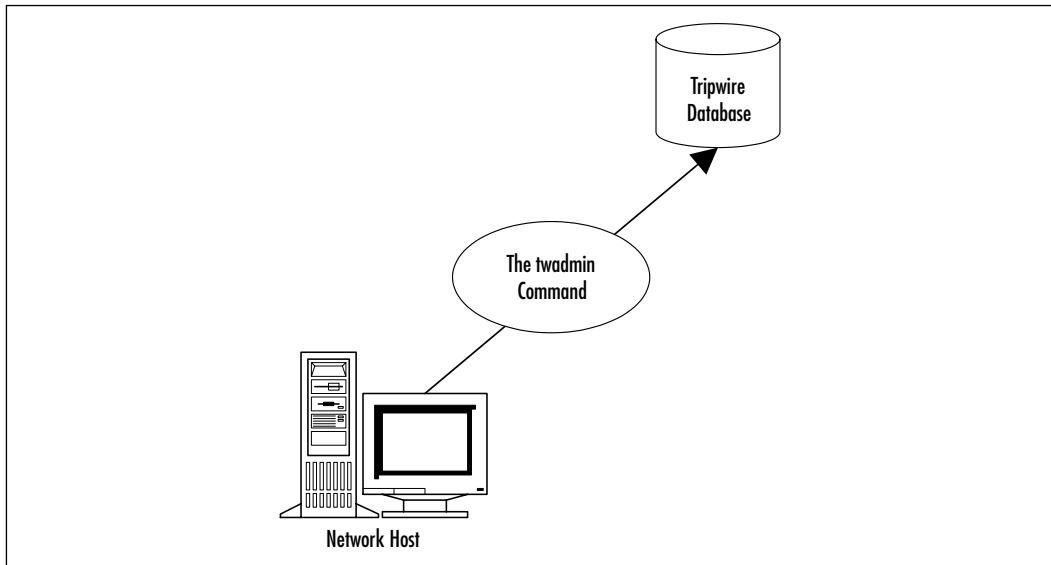 Tripwire
Database
The twadmin
Command
Network Host